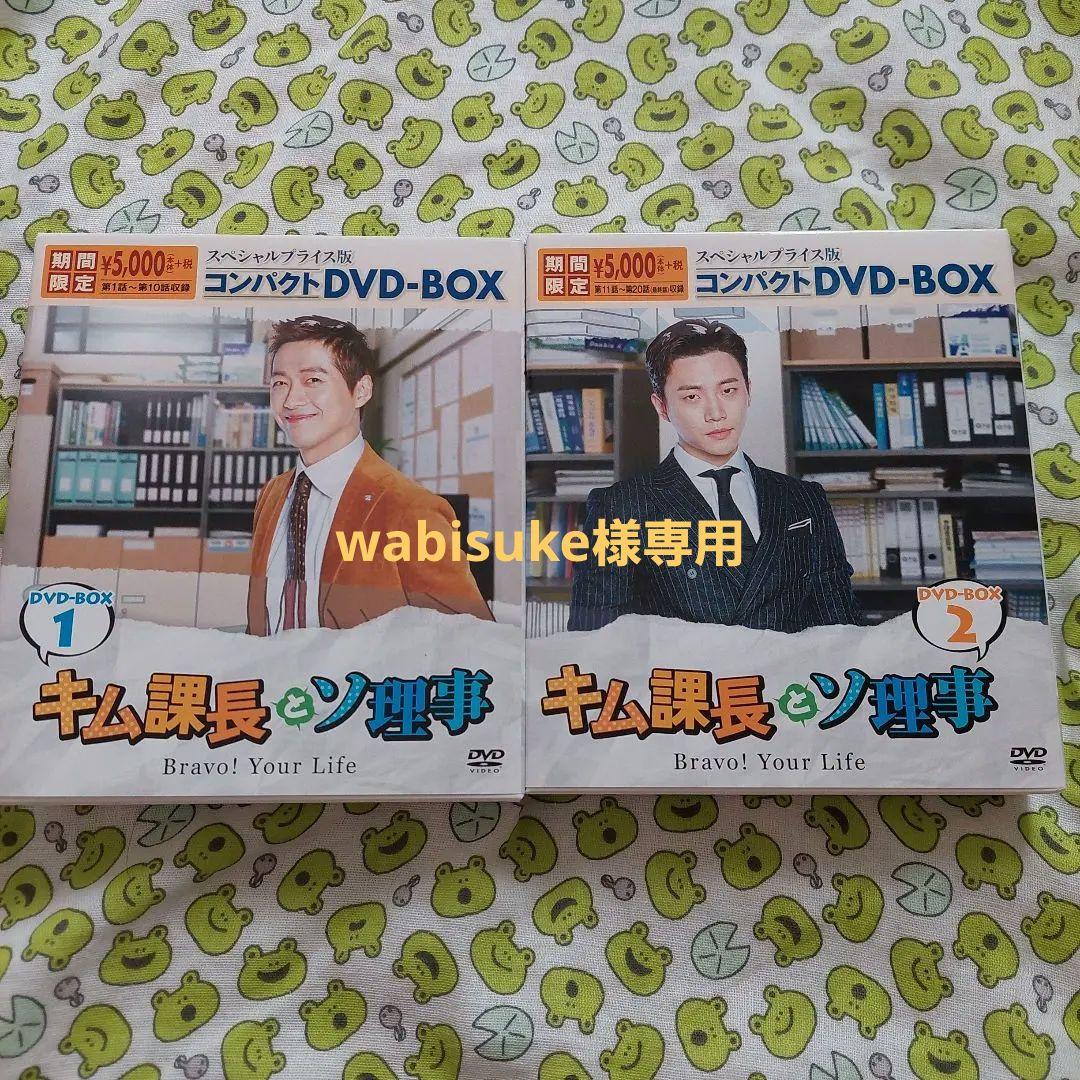 期間限定
¥5,000(本体)+税
第1話~第10話収録
スペシャルプライス版
コンパクトDVD-BOX
DVD-BOX
1
キム課長とソ理事
Bravo! Your Life
DVD
VIDEO
期間限定
¥5,000(本体)+税
第11話~第20話(最終話)収録
スペシャルプライス版
コンパクトDVD-BOX
DVD-BOX
2
キム課長とソ理事
Bravo! Your Life
DVD
VIDEO
wabisuke様専用